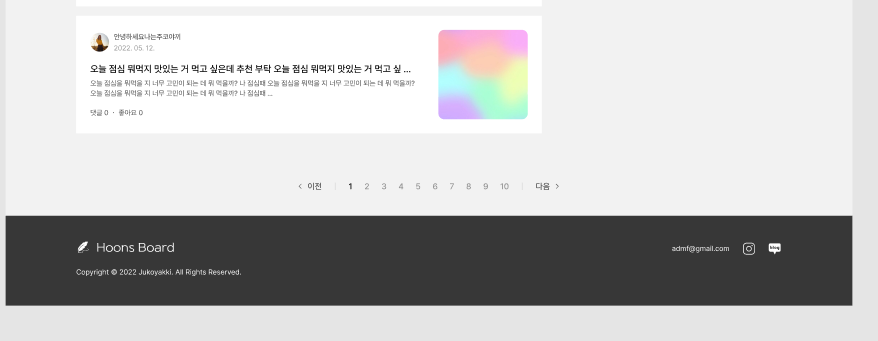 안녕하세요나는주코야끼
2022. 05. 12.
오늘 점심 뭐먹지 맛있는 거 먹고 싶은데 추천 부탁 오늘 점심 뭐먹지 맛있는 거 먹고 싶 ...
오늘 점심을 뭐먹을 지 너무 고민이 되는 데 뭐 먹을까? 나 점심때 오늘 점심을 뭐먹을 지 너무 고민이 되는 데 뭐 먹을까?
오늘 점심을 뭐먹을 지 너무 고민이 되는 데 뭐 먹을까? 나 점심때 ...
댓글 0 · 좋아요 0
< 이전 | 1 2 3 4 5 6 7 8 9 10 | 다음 >
Hoons Board
admf@gmail.com
blog
Copyright © 2022 Jukoyakki. All Rights Reserved.